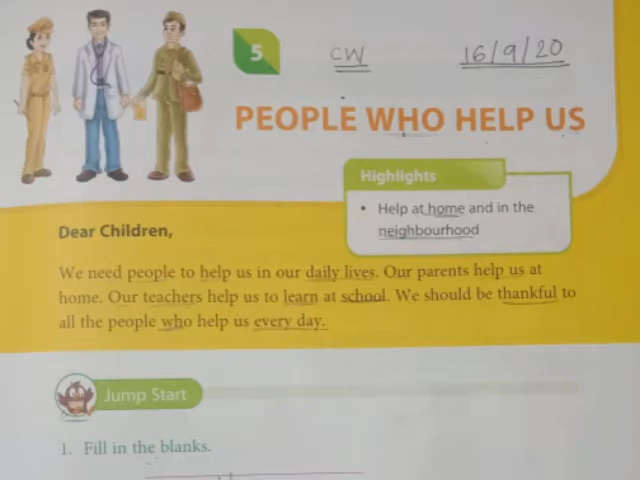 5
CW
16/9/20
PEOPLE WHO HELP US
Highlights
• Help at home and in the
neighbourhood
Dear Children,
We need people to help us in our daily lives. Our parents help us at
home. Our teachers help us to learn at school. We should be thankful to
all the people who help us every day.
Jump Start
1. Fill in the blanks.